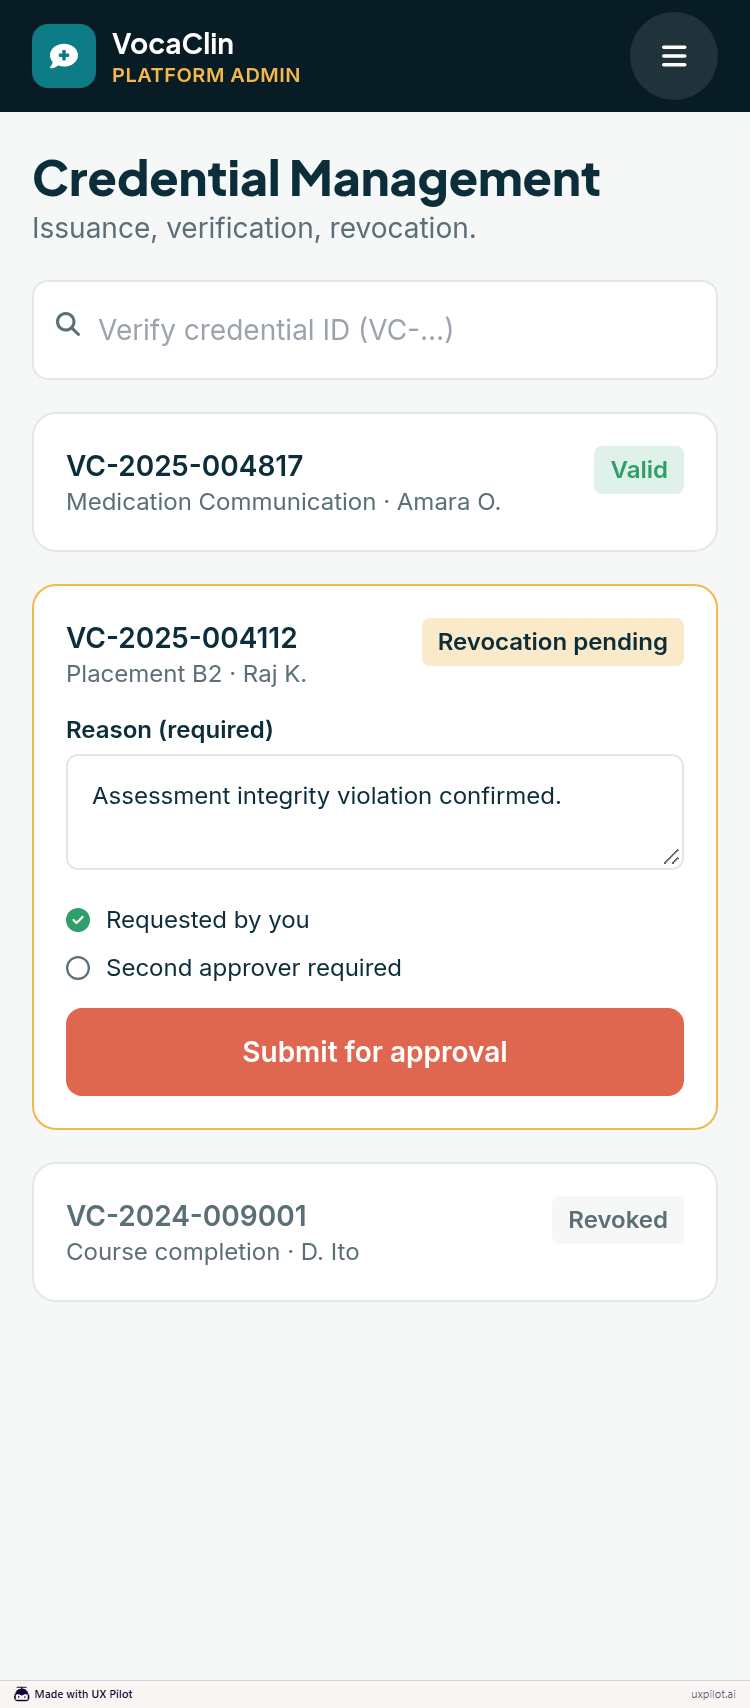 VocaClin
PLATFORM ADMIN
Credential Management
Issuance, verification, revocation.
Verify credential ID (VC-...)
VC-2025-004817
Valid
Medication Communication · Amara O.
VC-2025-004112
Revocation pending
Placement B2 · Raj K.
Reason (required)
Assessment integrity violation confirmed.
Requested by you
Second approver required
Submit for approval
VC-2024-009001
Revoked
Course completion · D. Ito
Made with UX Pilot
uxpilot.ai